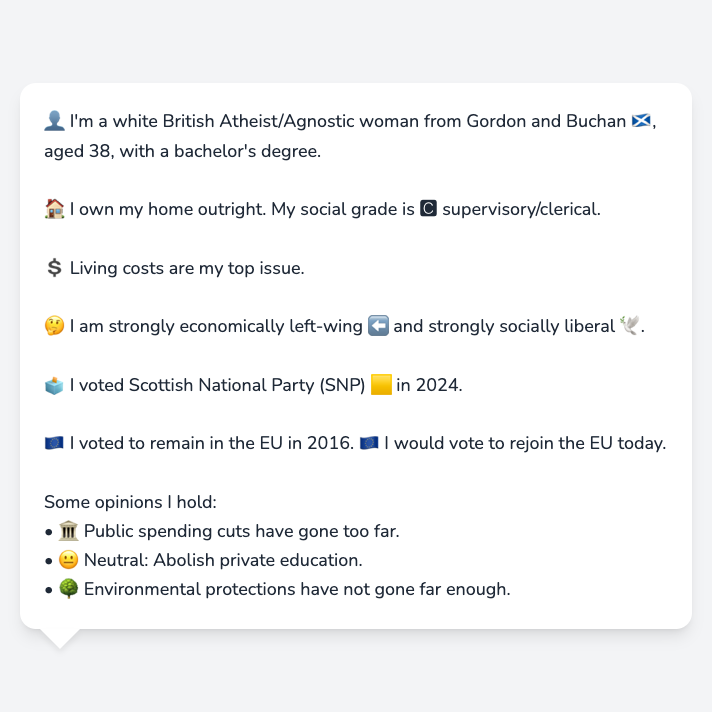 👤 I'm a white British Atheist/Agnostic woman from Gordon and Buchan 🏴󠁧󠁢󠁳󠁣󠁴󠁿,
aged 38, with a bachelor's degree.
🏠 I own my home outright. My social grade is 🅲 supervisory/clerical.
💲 Living costs are my top issue.
🤔 I am strongly economically left-wing ⬅️ and strongly socially liberal 🕊️.
🗳️ I voted Scottish National Party (SNP) 🟨 in 2024.
🇪🇺 I voted to remain in the EU in 2016. 🇪🇺 I would vote to rejoin the EU today.
Some opinions I hold:
• 🏛️ Public spending cuts have gone too far.
• 😐 Neutral: Abolish private education.
• 🌳 Environmental protections have not gone far enough.